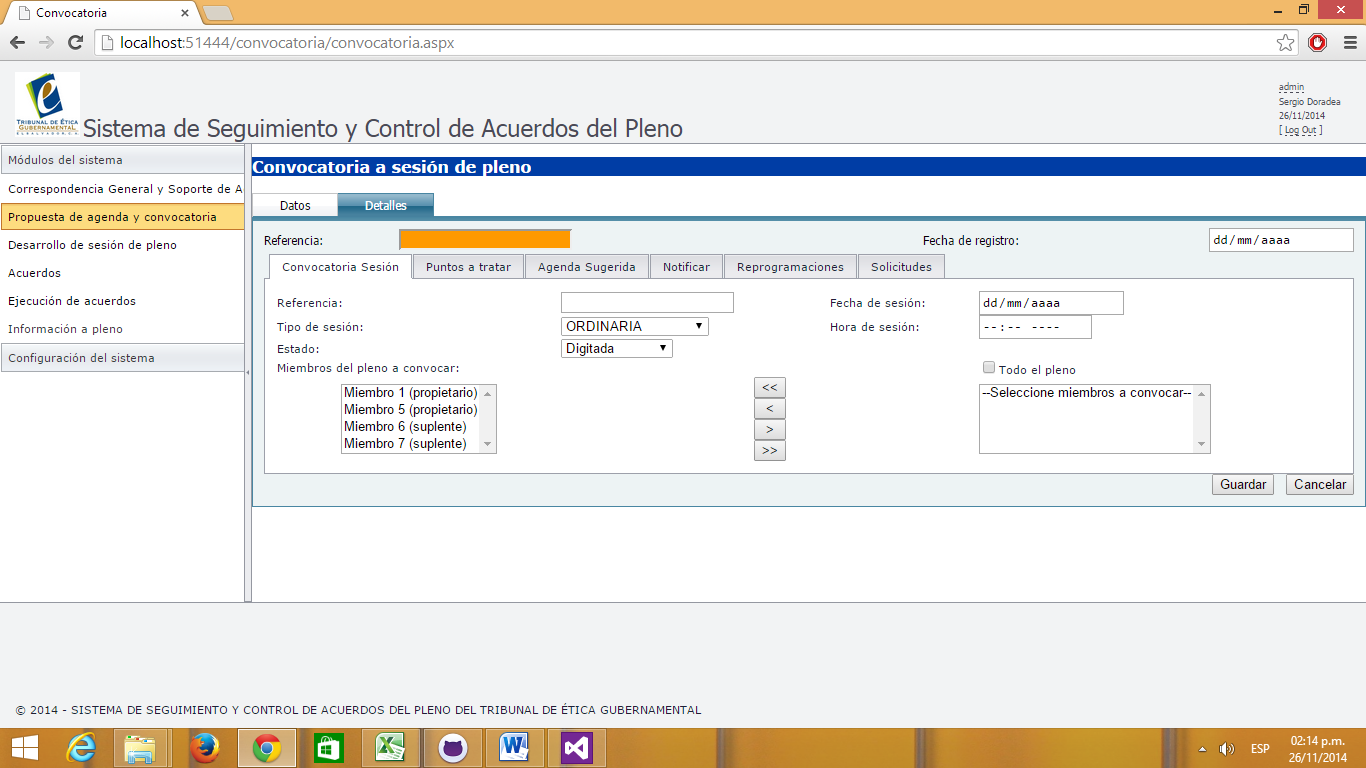 Convocatoria
localhost:51444/convocatoria/convocatoria.aspx
TRIBUNAL DE ÉTICA
GUBERNAMENTAL
Sistema de Seguimiento y Control de Acuerdos del Pleno
admin
Sergio Doradea
26/11/2014
[ Log Out ]
Módulos del sistema
Correspondencia General y Soporte de A
Propuesta de agenda y convocatoria
Desarrollo de sesión de pleno
Acuerdos
Ejecución de acuerdos
Información a pleno
Configuración del sistema
Convocatoria a sesión de pleno
Datos Detalles
Referencia: Fecha de registro: dd/mm/aaaa
Convocatoria Sesión Puntos a tratar Agenda Sugerida Notificar Reprogramaciones Solicitudes
Referencia: Fecha de sesión: dd/mm/aaaa
Tipo de sesión: ORDINARIA Hora de sesión: --:-- ----
Estado: Digitada
Miembros del pleno a convocar: Todo el pleno
Miembro 1 (propietario)
Miembro 5 (propietario)
Miembro 6 (suplente)
Miembro 7 (suplente)
<<
<
>
>>
--Seleccione miembros a convocar--
Guardar Cancelar
© 2014 - SISTEMA DE SEGUIMIENTO Y CONTROL DE ACUERDOS DEL PLENO DEL TRIBUNAL DE ÉTICA GUBERNAMENTAL
ESP
02:14 p.m.
26/11/2014